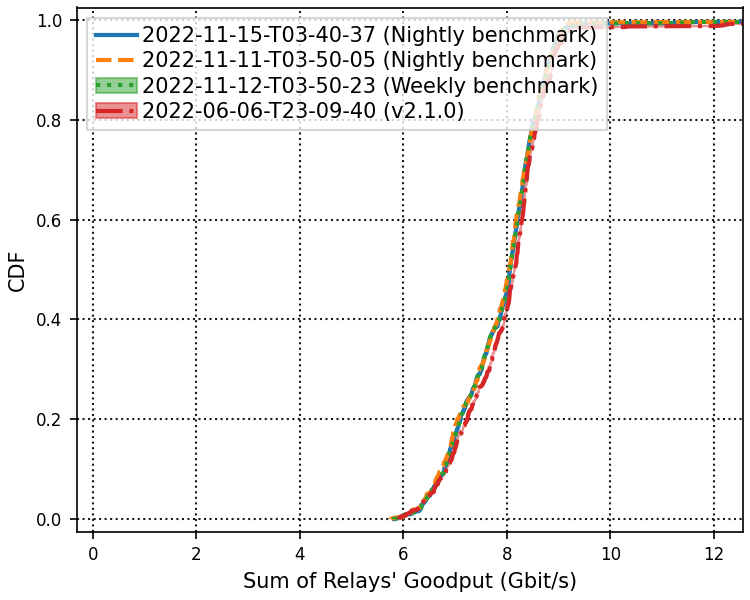 2022-11-15-T03-40-37 (Nightly benchmark)
2022-11-11-T03-50-05 (Nightly benchmark)
2022-11-12-T03-50-23 (Weekly benchmark)
2022-06-06-T23-09-40 (v2.1.0)
1.0
0.8
0.6
0.4
0.2
0.0
CDF
0 2 4 6 8 10 12
Sum of Relays' Goodput (Gbit/s)